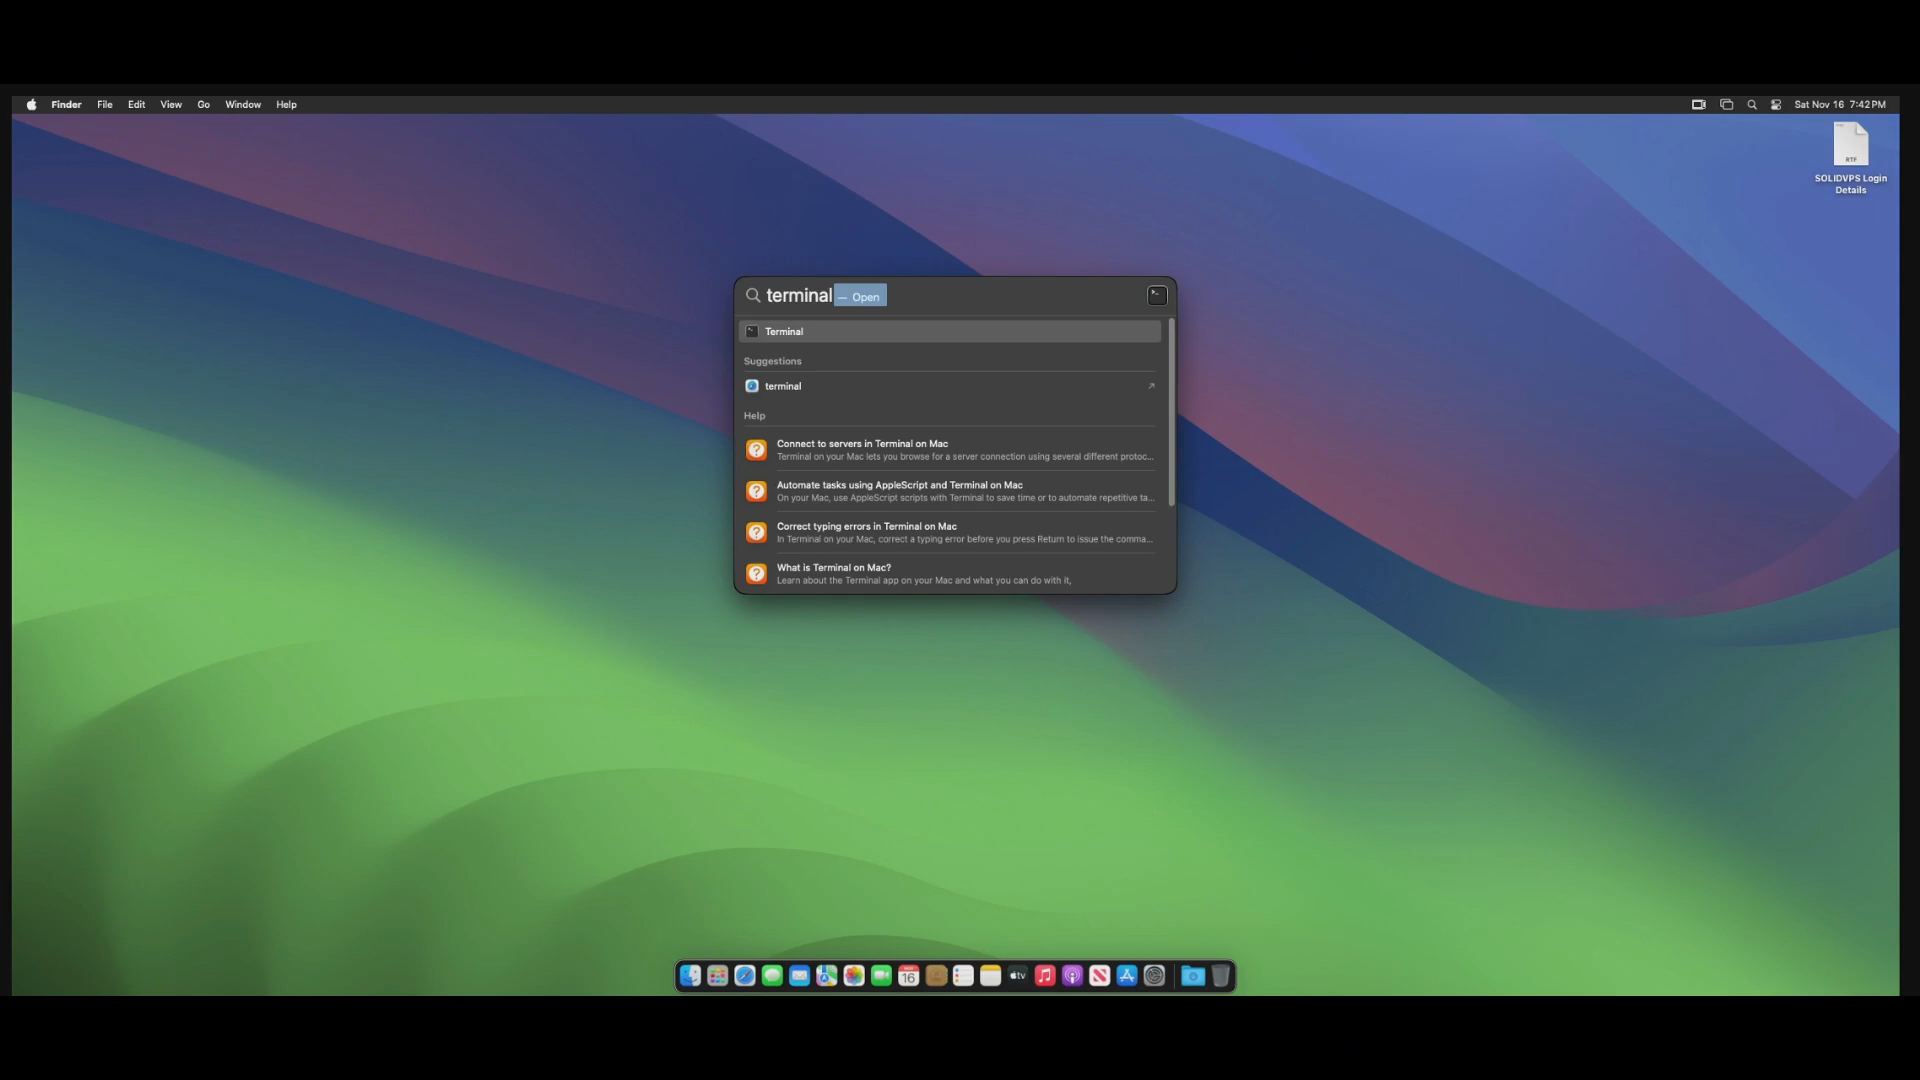 Finder File Edit View Go Window Help
Sat Nov 16 7:42 PM
RTF
SOLIDVPS Login
Details
terminal — Open
Terminal
Suggestions
terminal
Help
Connect to servers in Terminal on Mac
Terminal on your Mac lets you browse for a server connection using several different protoc...
Automate tasks using AppleScript and Terminal on Mac
On your Mac, use AppleScript scripts with Terminal to save time or to automate repetitive ta...
Correct typing errors in Terminal on Mac
In Terminal on your Mac, correct a typing error before you press Return to issue the comma...
What is Terminal on Mac?
Learn about the Terminal app on your Mac and what you can do with it,
16
tv